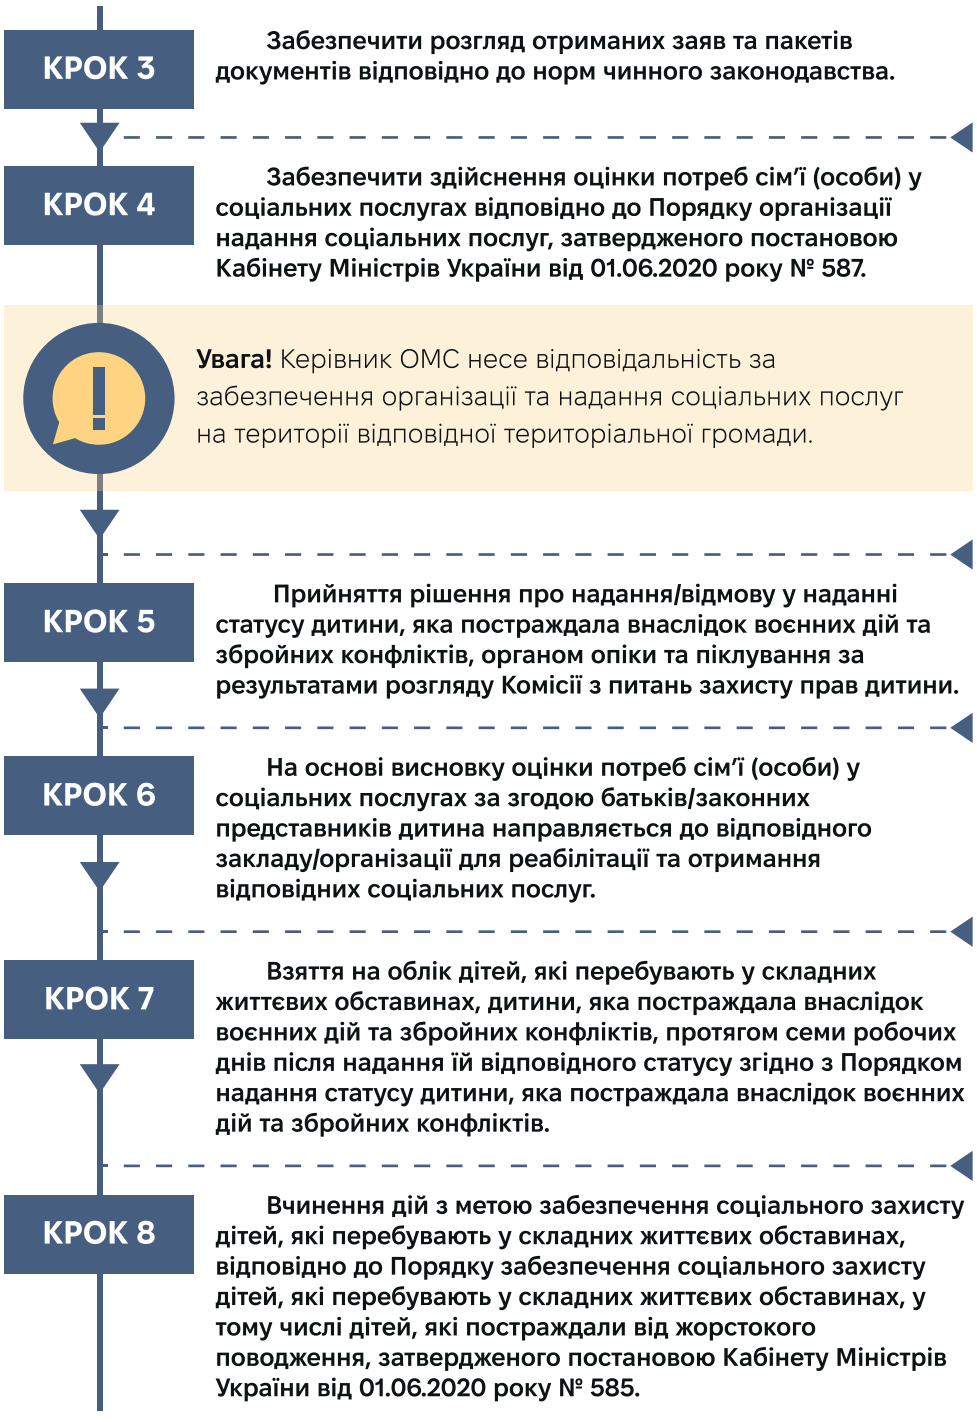 КРОК 3
Забезпечити розгляд отриманих заяв та пакетів
документів відповідно до норм чинного законодавства.
КРОК 4
Забезпечити здійснення оцінки потреб сім’ї (особи) у
соціальних послугах відповідно до Порядку організації
надання соціальних послуг, затвердженого постановою
Кабінету Міністрів України від 01.06.2020 року № 587.
Увага! Керівник ОМС несе відповідальність за
забезпечення організації та надання соціальних послуг
на території відповідної територіальної громади.
КРОК 5
Прийняття рішення про надання/відмову у наданні
статусу дитини, яка постраждала внаслідок воєнних дій та
збройних конфліктів, органом опіки та піклування за
результатами розгляду Комісії з питань захисту прав дитини.
КРОК 6
На основі висновку оцінки потреб сім’ї (особи) у
соціальних послугах за згодою батьків/законних
представників дитина направляється до відповідного
закладу/організації для реабілітації та отримання
відповідних соціальних послуг.
КРОК 7
Взяття на облік дітей, які перебувають у складних
життєвих обставинах, дитини, яка постраждала внаслідок
воєнних дій та збройних конфліктів, протягом семи робочих
днів після надання їй відповідного статусу згідно з Порядком
надання статусу дитини, яка постраждала внаслідок воєнних
дій та збройних конфліктів.
КРОК 8
Вчинення дій з метою забезпечення соціального захисту
дітей, які перебувають у складних життєвих обставинах,
відповідно до Порядку забезпечення соціального захисту
дітей, які перебувають у складних життєвих обставинах, у
тому числі дітей, які постраждали від жорстокого
поводження, затвердженого постановою Кабінету Міністрів
України від 01.06.2020 року № 585.